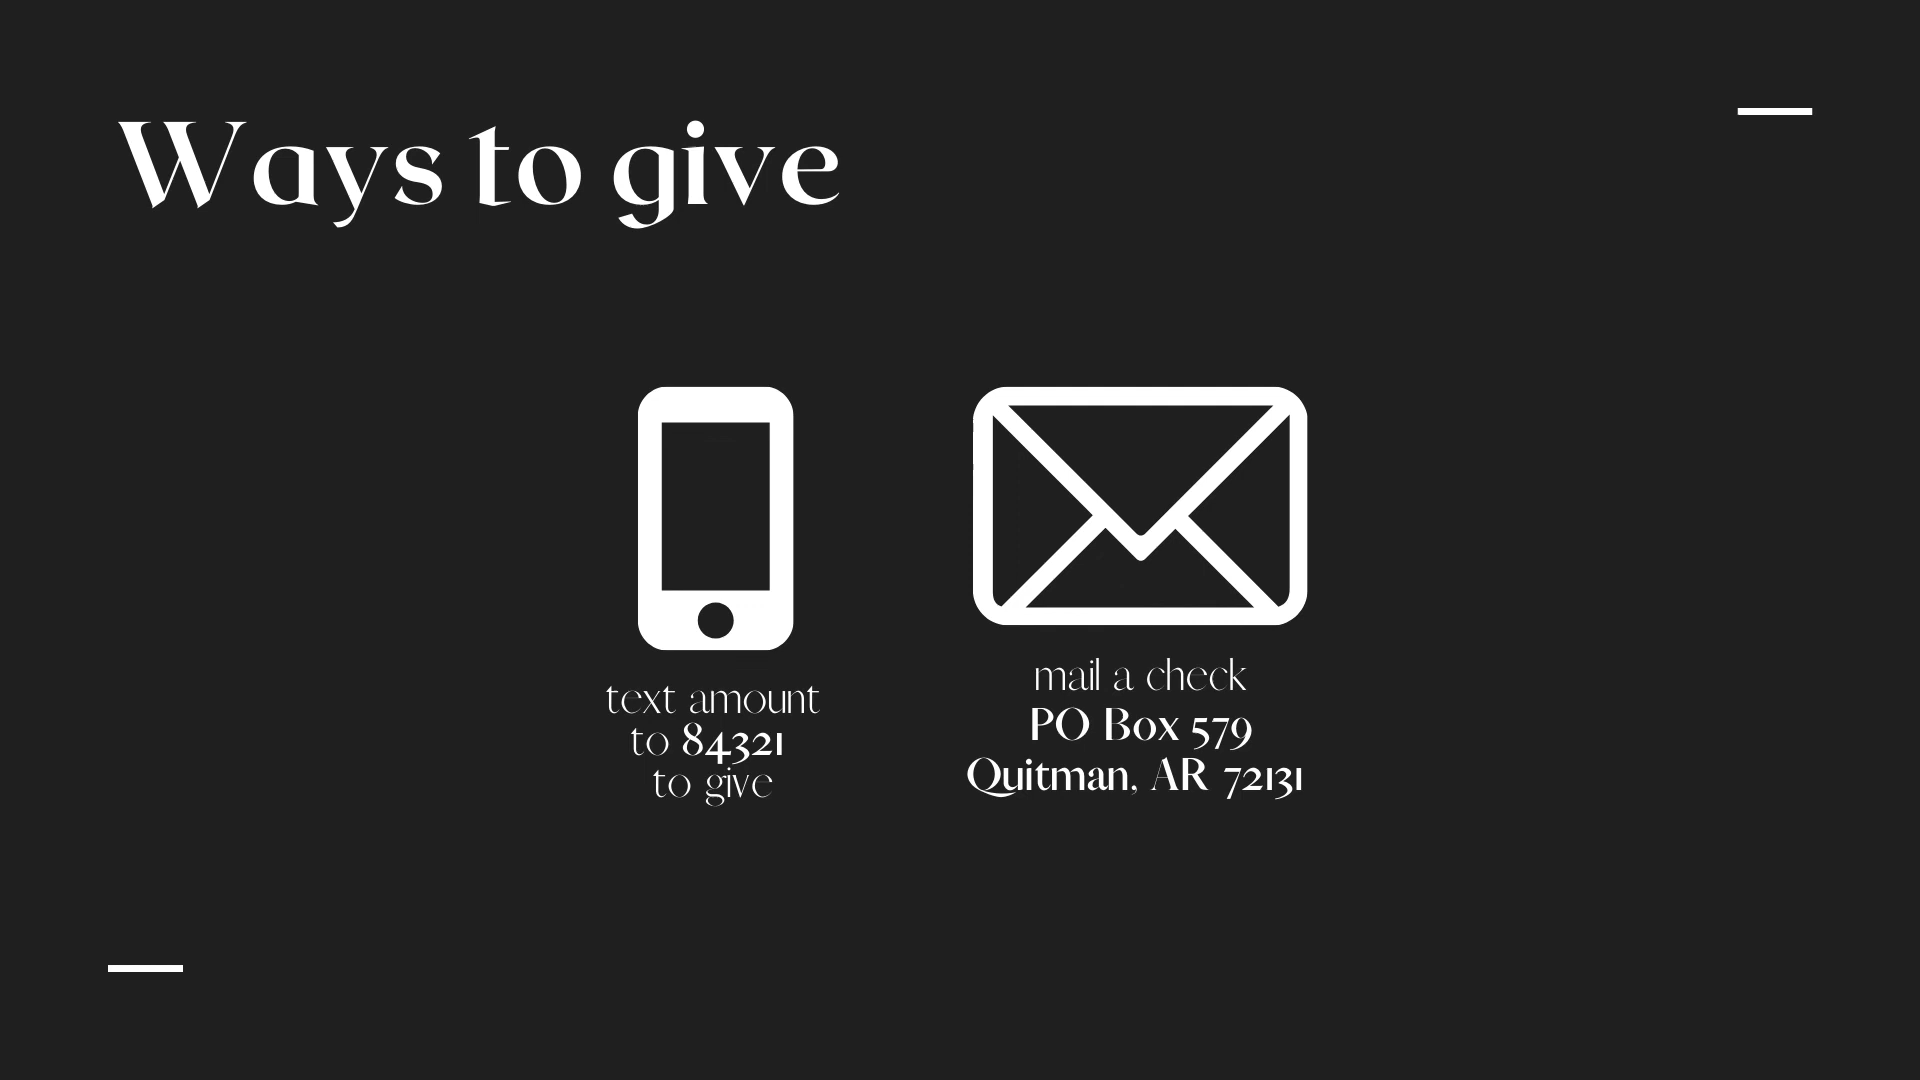 Ways to give
text amount
to 84321
to give
mail a check
PO Box 579
Quitman, AR 72131